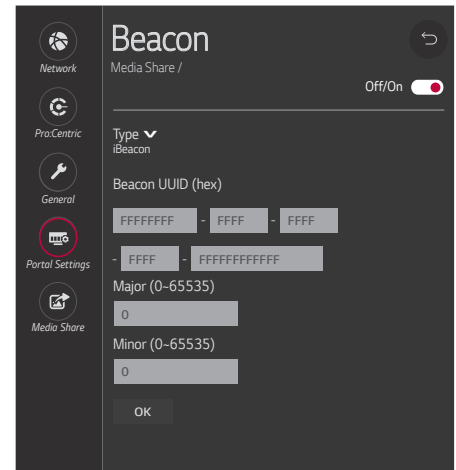 Network
Pro:Centric
General
Portal Settings
Media Share
Beacon
Media Share /
Off/On
Type
iBeacon
Beacon UUID (hex)
FFFFFFFF - FFFF - FFFF
- FFFF - FFFFFFFFFFFF
Major (0~65535)
0
Minor (0~65535)
0
OK